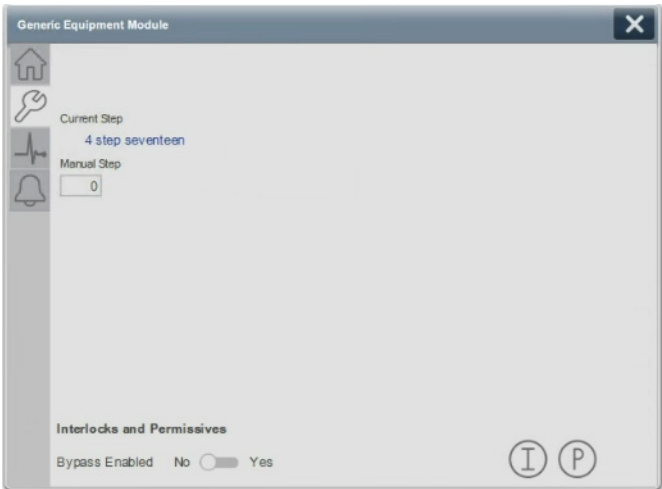 Generic Equipment Module
Current Step
4 step seventeen
Manual Step
0
Interlocks and Permissives
Bypass Enabled No Yes
I P